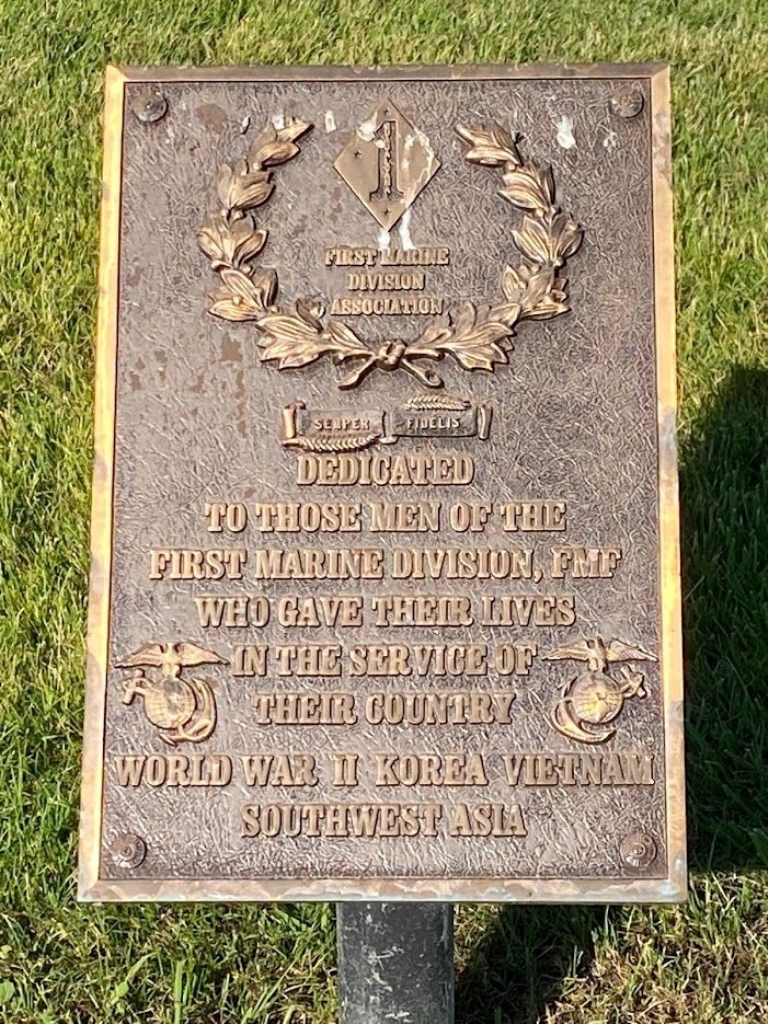 1
FIRST MARINE
DIVISION
ASSOCIATION
SEMPER FIDELIS
DEDICATED
TO THOSE MEN OF THE
FIRST MARINE DIVISION, FMF
WHO GAVE THEIR LIVES
IN THE SERVICE OF
THEIR COUNTRY
WORLD WAR II KOREA VIETNAM
SOUTHWEST ASIA